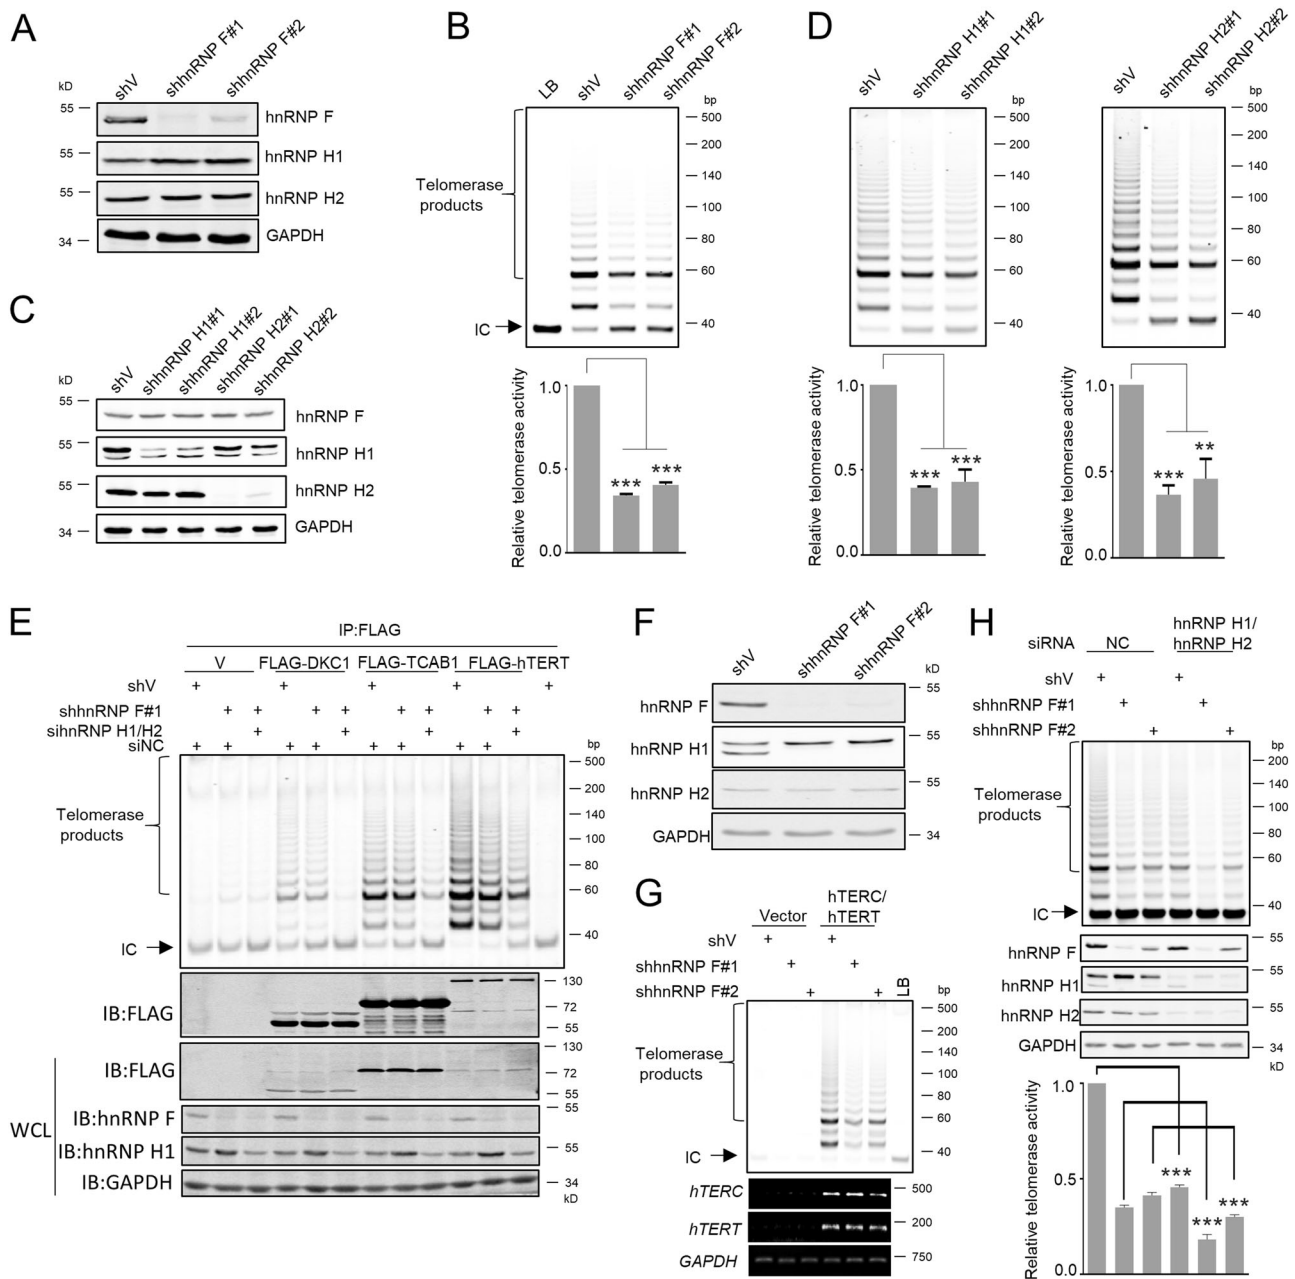 A
shV
shhnRNP F#1
shhnRNP F#2
kD
55
hnRNP F
55
hnRNP H1
55
hnRNP H2
34
GAPDH
B
LB
shV
shhnRNP F#1
shhnRNP F#2
bp
500
200
140
100
80
60
40
Telomerase
products
IC
Relative telomerase activity
1.0
0.5
0.0
***
***
C
shV
shhnRNP H1#1
shhnRNP H1#2
shhnRNP H2#1
shhnRNP H2#2
kD
55
hnRNP F
55
hnRNP H1
55
hnRNP H2
34
GAPDH
D
shV
shhnRNP H1#1
shhnRNP H1#2
bp
500
200
140
100
80
60
40
Relative telomerase activity
1.0
0.5
0.0
***
***
shV
shhnRNP H2#1
shhnRNP H2#2
bp
500
200
140
100
80
60
40
Relative telomerase activity
1.0
0.5
0.0
***
**
E
IP:FLAG
V FLAG-DKC1 FLAG-TCAB1 FLAG-hTERT
shV + + + + +
shhnRNP F#1 + + + + + + + +
sihnRNP H1/H2 + + + +
siNC + + + + + + + +
bp
500
200
140
100
80
60
40
Telomerase
products
IC
IB:FLAG
130
72
55
WCL
IB:FLAG
130
72
55
IB:hnRNP F
55
IB:hnRNP H1
55
IB:GAPDH
34
kD
F
shV
shhnRNP F#1
shhnRNP F#2
kD
hnRNP F
55
hnRNP H1
55
hnRNP H2
55
GAPDH
34
G
Vector
hTERC/
hTERT
shV + +
shhnRNP F#1 + +
shhnRNP F#2 + +
LB
bp
500
200
140
100
80
60
40
Telomerase
products
IC
hTERC
500
hTERT
200
GAPDH
750
H
siRNA NC
hnRNP H1/
hnRNP H2
shV + +
shhnRNP F#1 + +
shhnRNP F#2 + +
bp
200
140
100
80
60
40
Telomerase
products
IC
hnRNP F
55
hnRNP H1
55
hnRNP H2
55
GAPDH
34
kD
Relative telomerase activity
1.0
0.5
0.0
***
***
***